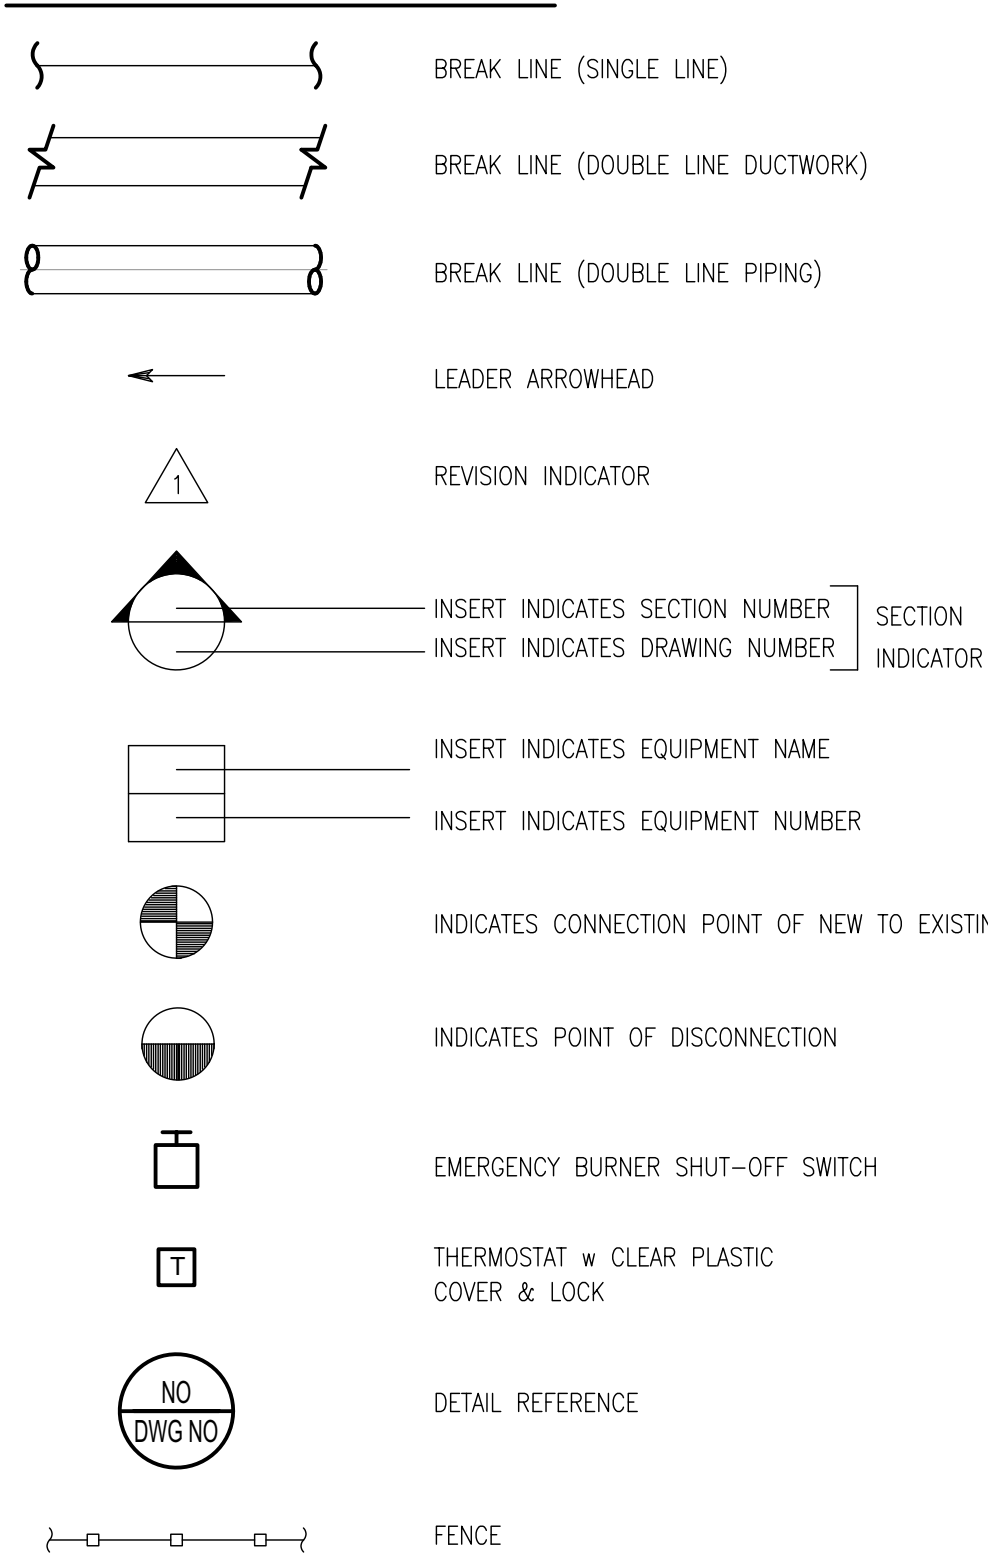 BREAK LINE (SINGLE LINE)
BREAK LINE (DOUBLE LINE DUCTWORK)
BREAK LINE (DOUBLE LINE PIPING)
LEADER ARROWHEAD
1
REVISION INDICATOR
INSERT INDICATES SECTION NUMBER
INSERT INDICATES DRAWING NUMBER
SECTION
INDICATOR
INSERT INDICATES EQUIPMENT NAME
INSERT INDICATES EQUIPMENT NUMBER
INDICATES CONNECTION POINT OF NEW TO
INDICATES POINT OF DISCONNECTION
EMERGENCY BURNER SHUT-OFF SWITCH
T
THERMOSTAT w CLEAR PLASTIC
COVER & LOCK
NO
DWG NO
DETAIL REFERENCE
FENCE